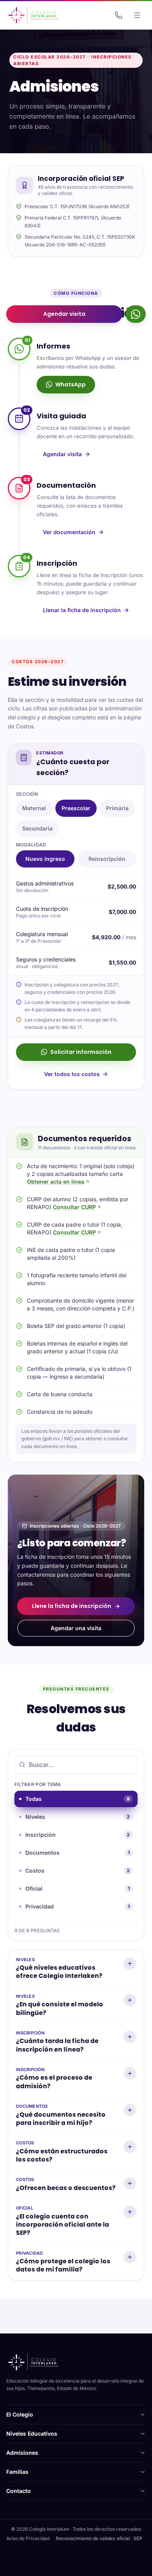 COLEGIO
INTERLAKEN
CICLO ESCOLAR 2026–2027 · INSCRIPCIONES
ABIERTAS
Admisiones
Un proceso simple, transparente y
completamente en línea. Te acompañamos en
cada paso.
Incorporación oficial SEP
45 años de trayectoria con reconocimiento
y validez oficial.
Primaria Federal C.T.
Secundaria Particular No. 0245, C.T.
CÓMO FUNCIONA
Agendar visita
01
Informes
Escríbenos por WhatsApp y un asesor de
admisiones resuelve tus dudas.
WhatsApp
02
Visita guiada
Conozca las instalaciones y al equipo
docente en un recorrido personalizado.
Agendar visita →
03
Documentación
Consulte la lista de documentos
requeridos, con enlaces a trámites
oficiales.
Ver documentación →
04
Inscripción
Llene en línea la ficha de inscripción (unos
15 minutos; puede guardarla y continuar
después) y asegure su lugar.
Llenar la ficha de inscripción →
COSTOS 2026–2027
Estime su inversión
Elija la sección y la modalidad para ver las cuotas del
ciclo. Las cifras son autorizadas por la administración
del colegio y el desglose completo está en la página
de Costos.
ESTIMADOR
¿Cuánto cuesta por
sección?
SECCIÓN
Maternal
Preescolar
Primaria
Secundaria
MODALIDAD
Nuevo ingreso
Reinscripción
Gastos administrativos
Sin devolución
$2,500.00
Cuota de inscripción
Pago único por ciclo
$7,000.00
Colegiatura mensual
1° a 3° de Preescolar
$4,920.00 / mes
Seguros y credenciales
Anual · obligatorios
$1,550.00
Inscripción y colegiatura con precios 2027;
seguros y credenciales con precios 2026.
La cuota de inscripción y reinscripción se divide
en 4 parcialidades de enero a abril.
Las colegiaturas tienen un recargo del 5%
mensual a partir del día 17.
Solicitar información
Ver todos los costos →
Documentos requeridos
11 documentos · 3 con trámite oficial en línea
Acta de nacimiento: 1 original (solo cotejo)
y 2 copias actualizadas tamaño carta
Obtener acta en línea
CURP del alumno (2 copias, emitida por
RENAPO) Consultar CURP
CURP de cada padre o tutor (1 copia,
RENAPO) Consultar CURP
INE de cada padre o tutor (1 copia
ampliada al 200%)
1 fotografía reciente tamaño infantil del
alumno
Comprobante de domicilio vigente (menor
a 3 meses, con dirección completa y C.P.)
Boleta SEP del grado anterior (1 copia)
Boletas internas de español e inglés del
grado anterior y actual (1 copia c/u)
Certificado de primaria, si ya lo obtuvo (1
copia — ingreso a secundaria)
Carta de buena conducta
Constancia de no adeudo
Los enlaces llevan a los portales oficiales del
gobierno (gob.mx / INE) para obtener o consultar
cada documento en línea.
Inscripciones abiertas · Ciclo 2026–2027
¿Listo para comenzar?
La ficha de inscripción toma unos 15 minutos
y puede guardarla y continuar después. Le
contactaremos para coordinar los siguientes
pasos.
Llene la ficha de inscripción →
Agendar una visita
PREGUNTAS FRECUENTES
Resolvemos sus
dudas
Buscar...
FILTRAR POR TEMA
Todas 9
Niveles 2
Inscripción 2
Documentos 1
Costos 2
Oficial 1
Privacidad 1
9 DE 9 PREGUNTAS
NIVELES
¿Qué niveles educativos
ofrece Colegio Interlaken?
NIVELES
¿En qué consiste el modelo
bilingüe?
INSCRIPCIÓN
¿Cuánto tarda la ficha de
inscripción en línea?
INSCRIPCIÓN
¿Cómo es el proceso de
admisión?
DOCUMENTOS
¿Qué documentos necesito
para inscribir a mi hijo?
COSTOS
¿Cómo están estructurados
los costos?
COSTOS
¿Ofrecen becas o descuentos?
OFICIAL
¿El colegio cuenta con
incorporación oficial ante la
SEP?
PRIVACIDAD
¿Cómo protege el colegio los
datos de mi familia?
COLEGIO
INTERLAKEN
Educación bilingüe de excelencia para el desarrollo integral de
sus hijos. Tlalnepantla, Estado de México.
El Colegio
Niveles Educativos
Admisiones
Familias
Contacto
© 2026 Colegio Interlaken · Todos los derechos reservados
Aviso de Privacidad Reconocimiento de validez oficial · SEP